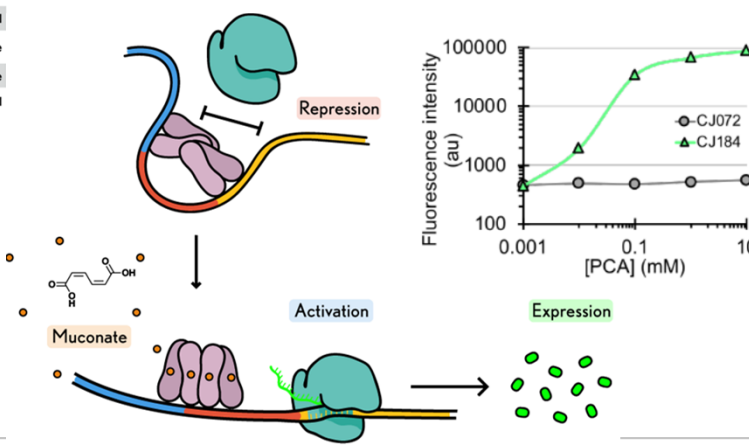 Repression
Fluorescence intensity
(au)
100000
10000
1000
100
CJ072
CJ184
0.001
0.1
[PCA] (mM)
O
OH
O
O
H
Muconate
Activation
Expression